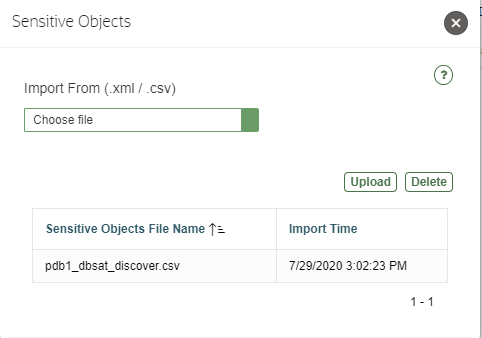 Sensitive Objects
?
Import From (.xml / .csv)
Choose file
Upload Delete
Sensitive Objects File Name Import Time
pdb1_dbsat_discover.csv 7/29/2020 3:02:23 PM
1 - 1